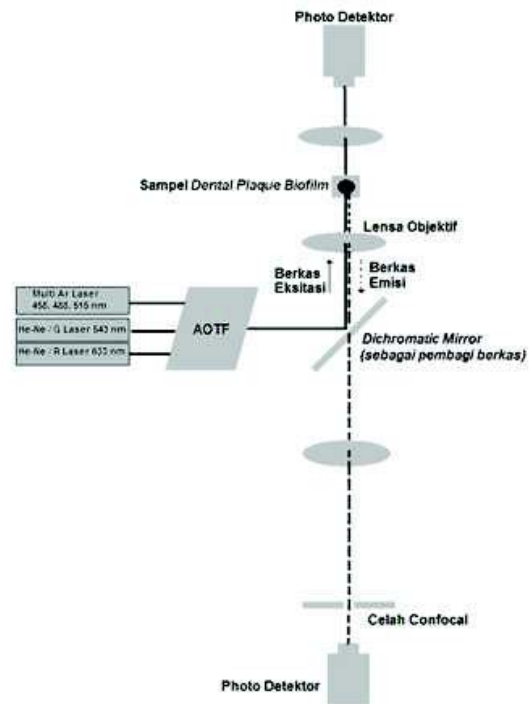 Photo Detektor
Sampel Dental Plaque Biofilm
Lensa Objektif
Berkas
Eksitasi
Berkas
Emisi
Multi Ar Laser
458, 488, 515 nm
He-Ne / G Laser 543 nm
He-Ne / R Laser 633 nm
AOTF
Dichromatic Mirror
(sebagai pembagi berkas)
Celah Confocal
Photo Detektor